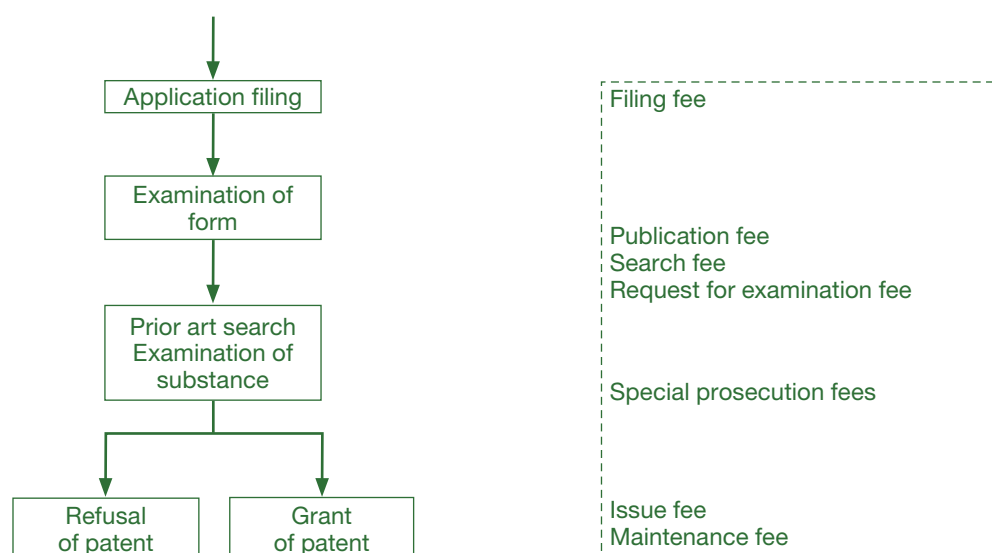 Application filing
Filing fee
Examination of
form
Publication fee
Search fee
Request for examination fee
Prior art search
Examination of
substance
Special prosecution fees
Refusal
of patent
Grant
of patent
Issue fee
Maintenance fee